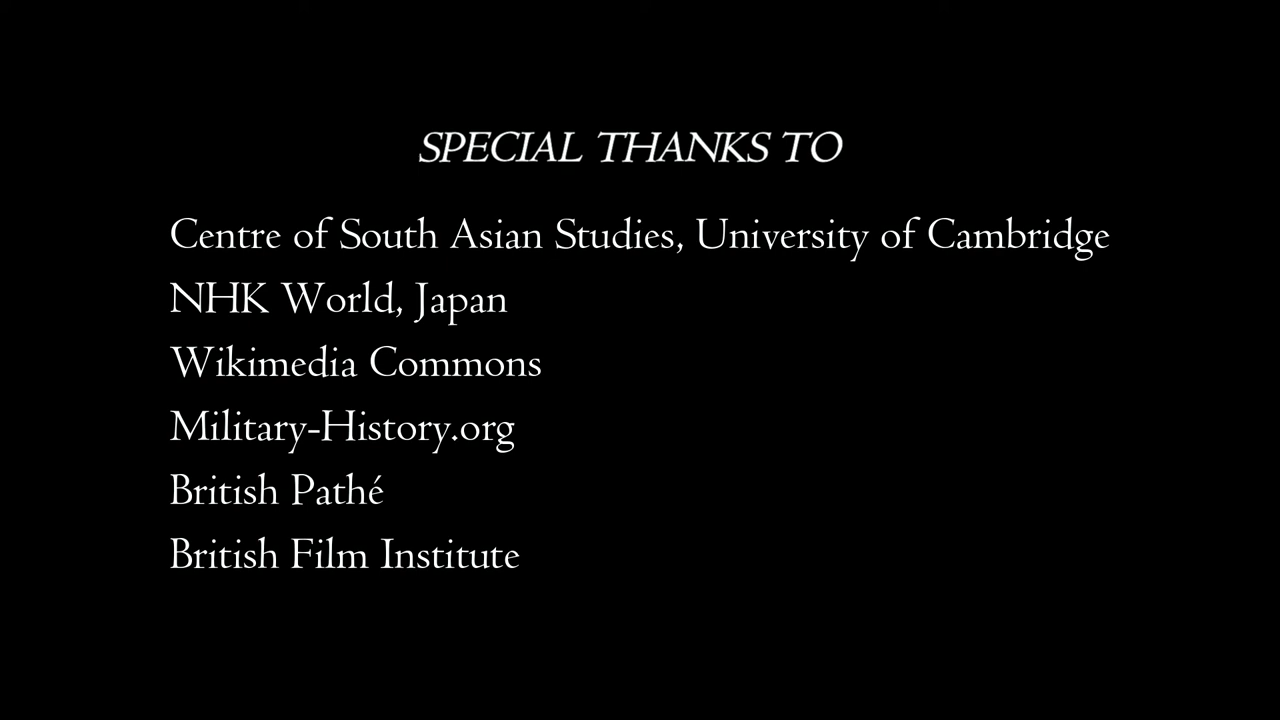 SPECIAL THANKS TO
Centre of South Asian Studies, University of Cambridge
NHK World, Japan
Wikimedia Commons
Military-History.org
British Pathé
British Film Institute